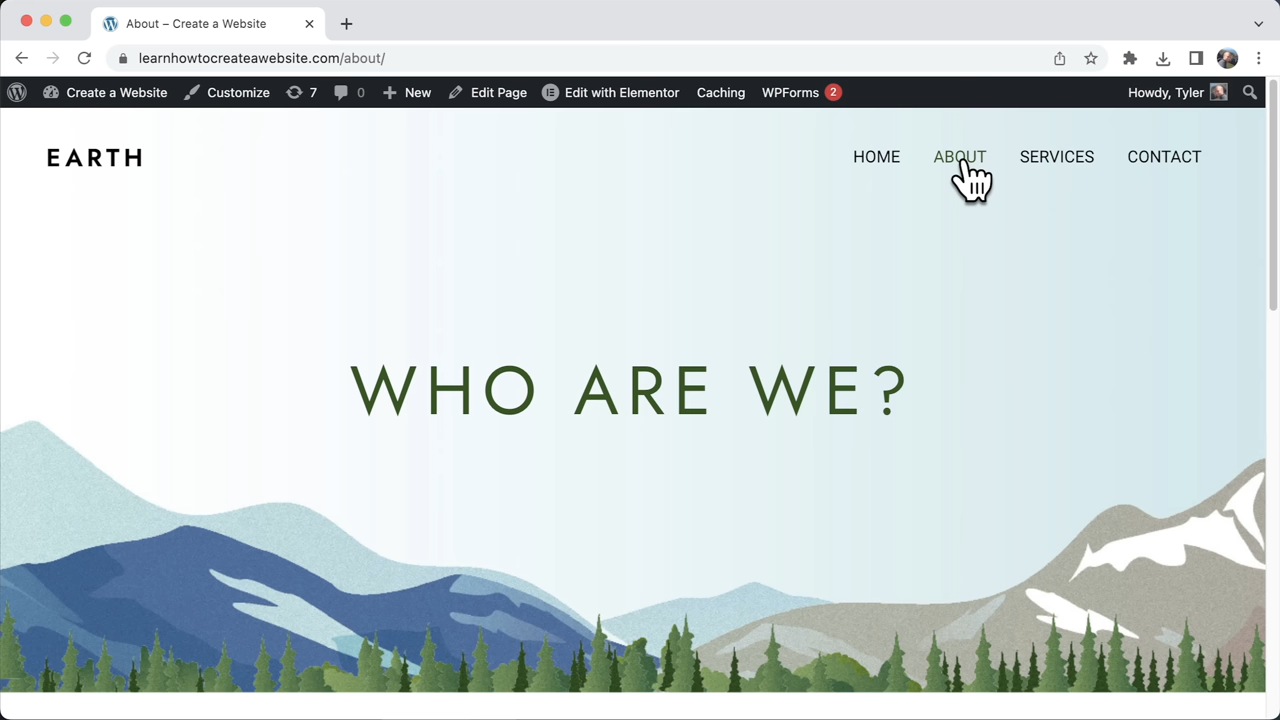 About – Create a Website
learnhowtocreateawebsite.com/about/
Create a Website Customize 7 0 New Edit Page Edit with Elementor Caching WPForms 2 Howdy, Tyler
EARTH HOME ABOUT SERVICES CONTACT
WHO ARE WE?